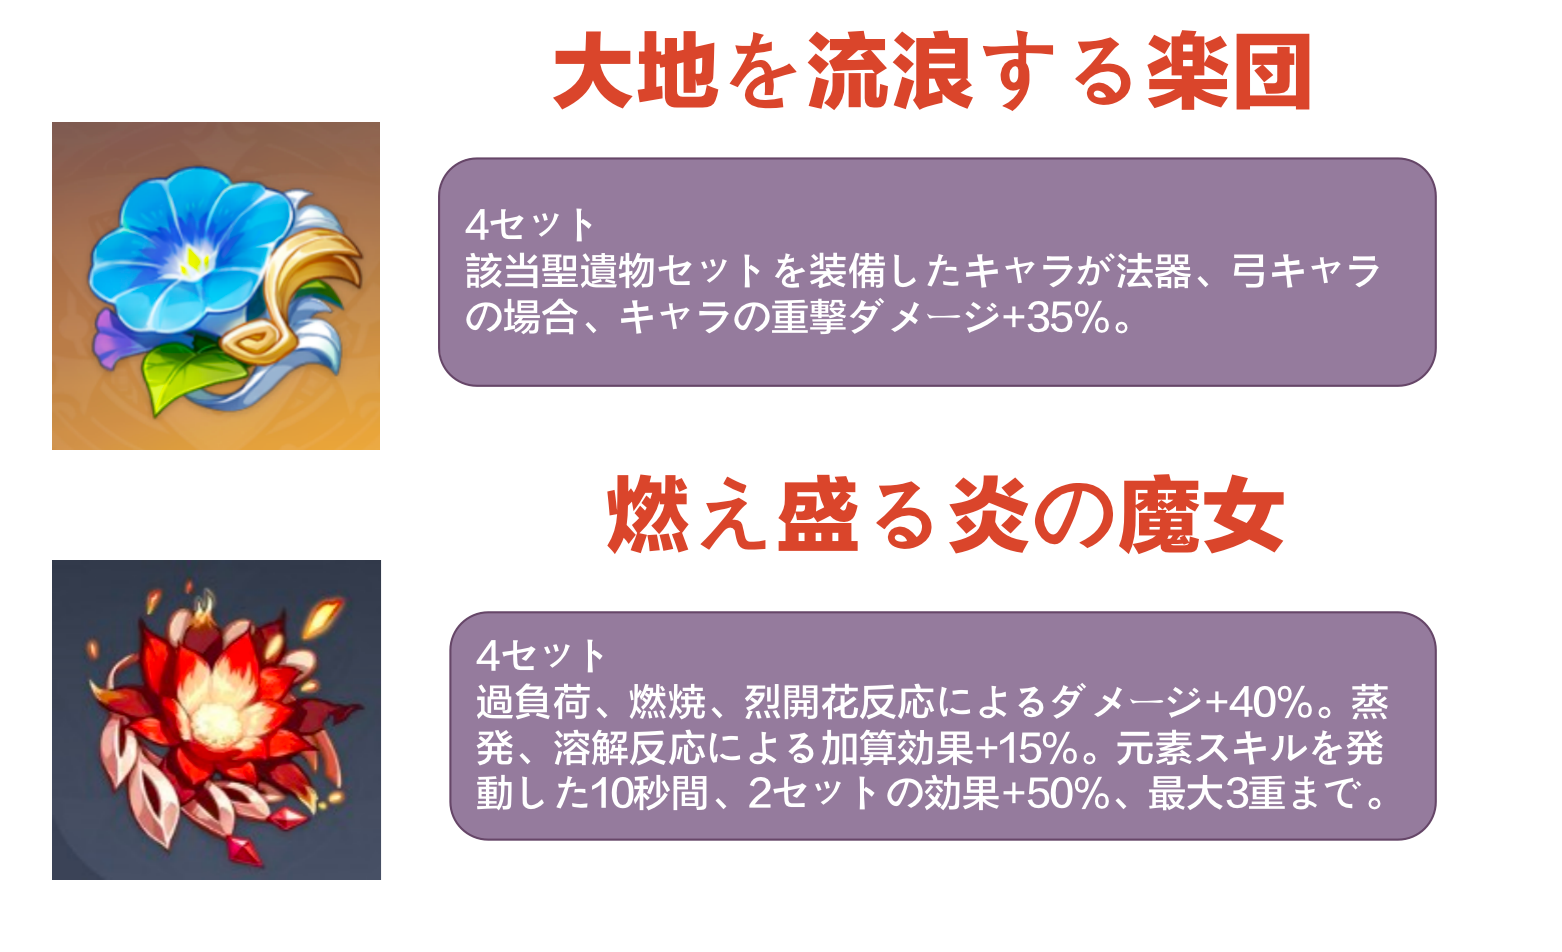 大地を流浪する楽団
4セット
該当聖遺物セットを装備したキャラが法器、弓キャラ
の場合、キャラの重撃ダメージ+35%。
燃え盛る炎の魔女
4セット
過負荷、燃焼、烈開花反応によるダメージ+40%。蒸
発、溶解反応による加算効果+15%。元素スキルを発
動した10秒間、2セットの効果+50%、最大3重まで。